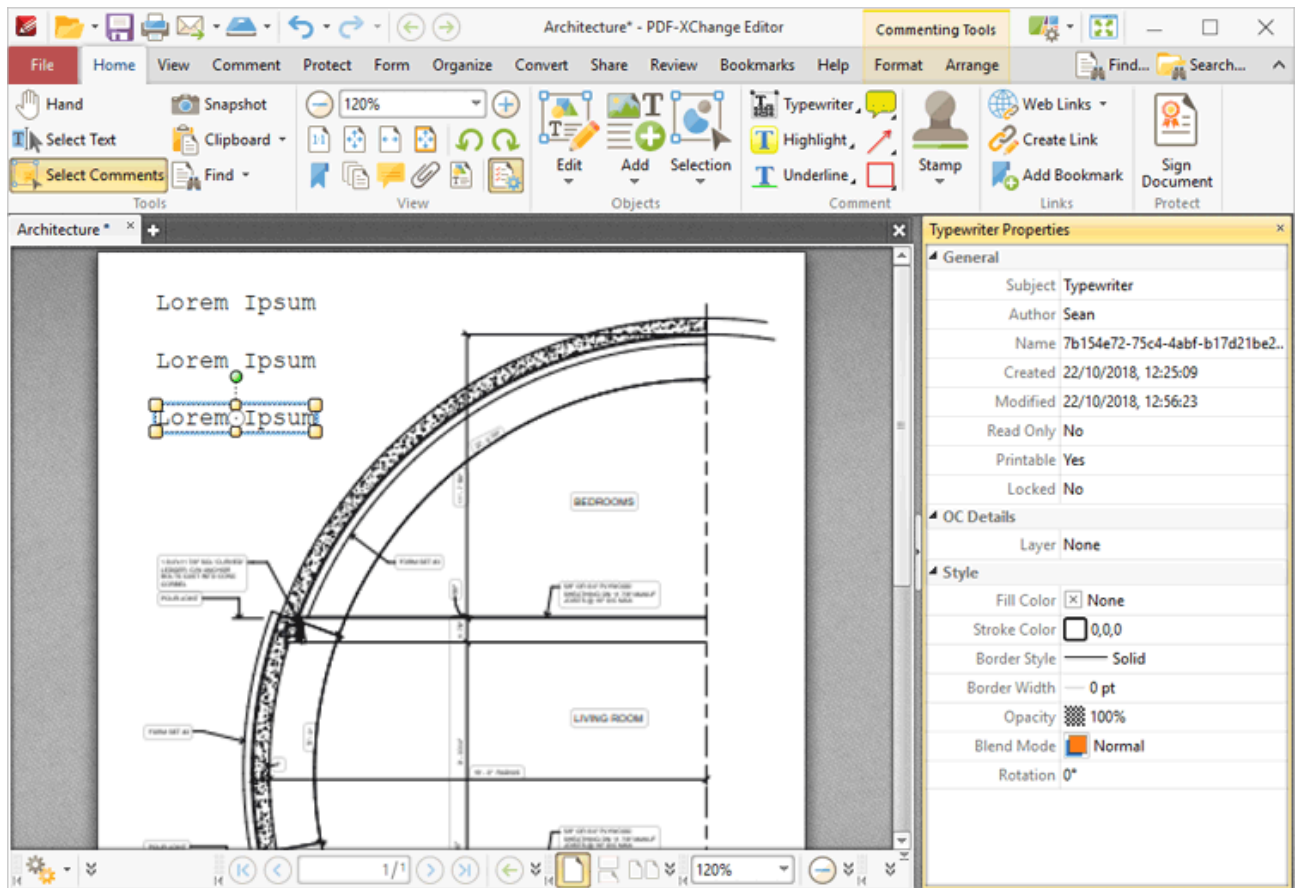 Architecture* - PDF-XChange Editor
Commenting Tools
File Home View Comment Protect Form Organize Convert Share Review Bookmarks Help Format Arrange Find... Search...
Hand Snapshot 120% Typewriter Web Links
Select Text Clipboard 1:1 Highlight Create Link
Select Comments Find Edit Add Selection Underline Stamp Add Bookmark Sign Document
Tools View Objects Comment Links Protect
Architecture *
Typewriter Properties
General
Subject Typewriter
Author Sean
Name 7b154e72-75c4-4abf-b17d21be2..
Created 22/10/2018, 12:25:09
Modified 22/10/2018, 12:56:23
Read Only No
Printable Yes
Locked No
OC Details
Layer None
Style
Fill Color None
Stroke Color 0,0,0
Border Style Solid
Border Width 0 pt
Opacity 100%
Blend Mode Normal
Rotation 0°
Lorem Ipsum
Lorem Ipsum
Lorem Ipsum
BEDROOMS
LIVING ROOM
1/1
120%